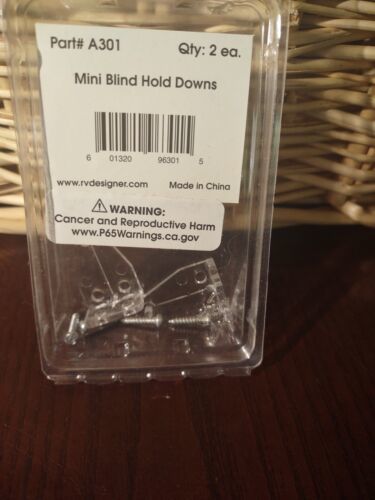 Part# A301 Qty: 2 ea.
Mini Blind Hold Downs
6 01320 96301 5
www.rvdesigner.com Made in China
⚠ WARNING:
Cancer and Reproductive Harm
www.P65Warnings.ca.gov